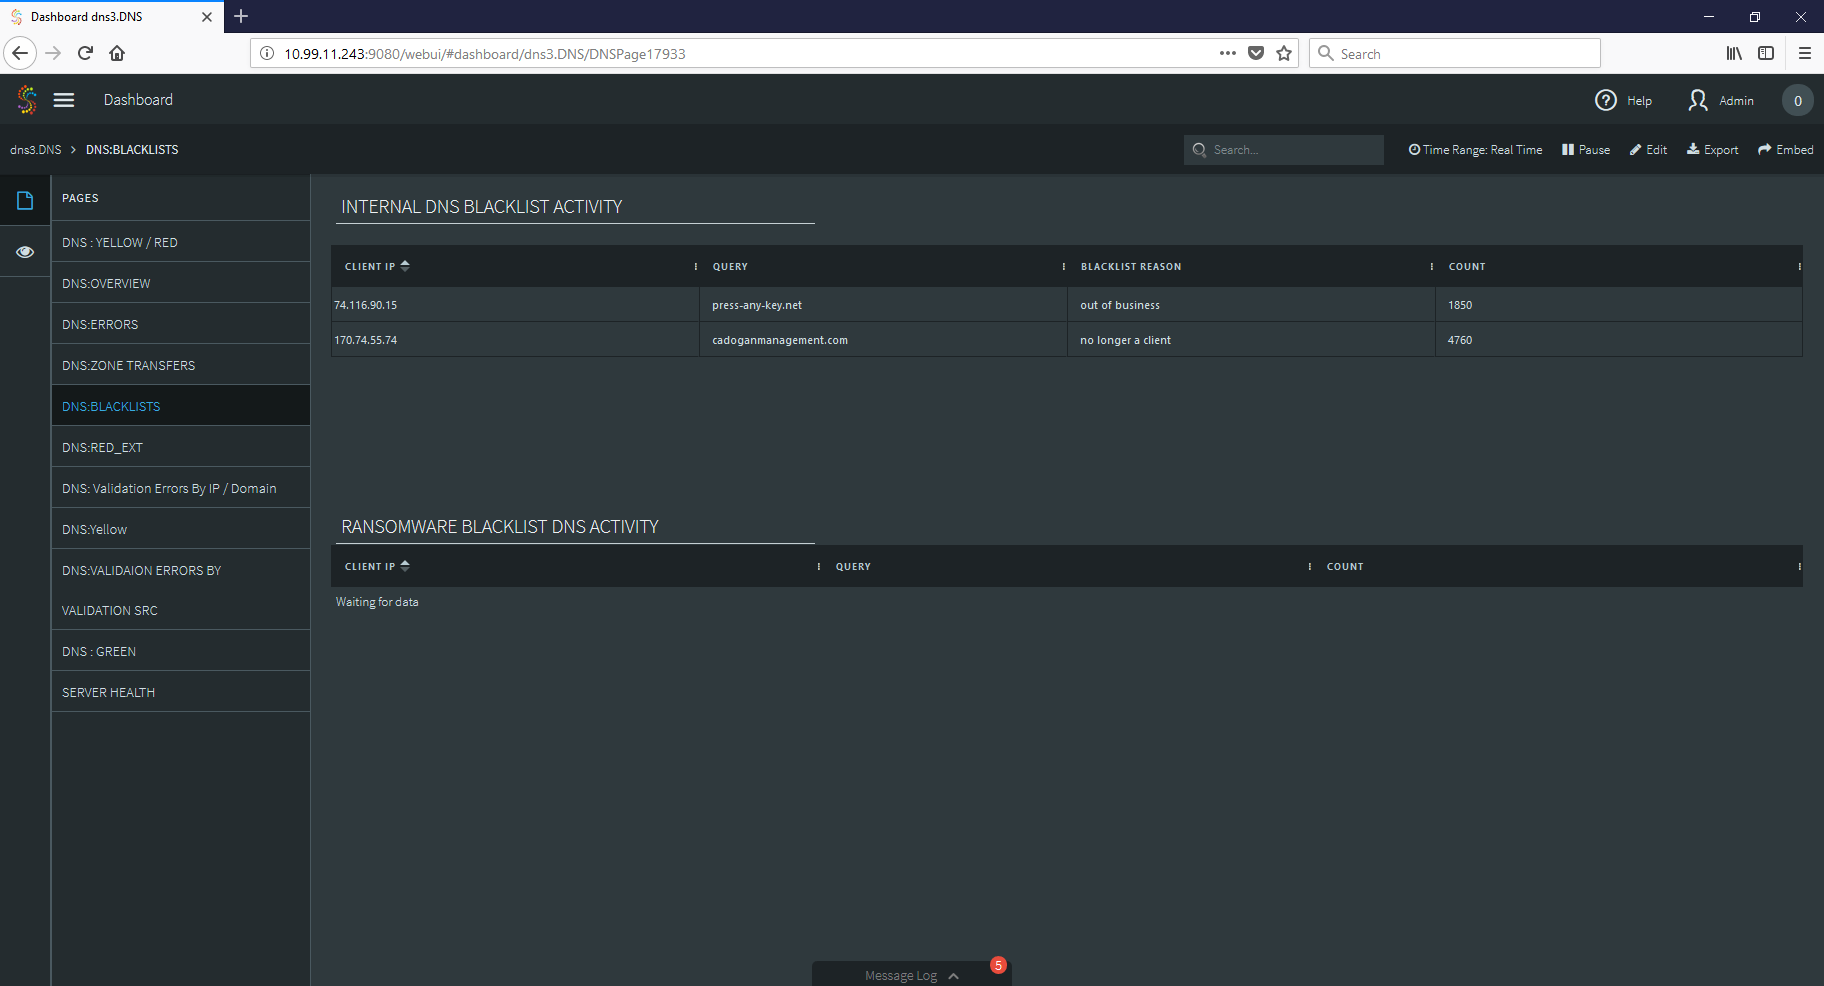 Dashboard dns3.DNS
10.99.11.243:9080/webui/#dashboard/dns3.DNS/DNSPage17933
Search
Dashboard
Help
Admin
0
dns3.DNS > DNS:BLACKLISTS
Search...
Time Range: Real Time
Pause
Edit
Export
Embed
PAGES
DNS : YELLOW / RED
DNS:OVERVIEW
DNS:ERRORS
DNS:ZONE TRANSFERS
DNS:BLACKLISTS
DNS:RED_EXT
DNS: Validation Errors By IP / Domain
DNS:Yellow
DNS:VALIDAION ERRORS BY
VALIDATION SRC
DNS : GREEN
SERVER HEALTH
INTERNAL DNS BLACKLIST ACTIVITY
CLIENT IP QUERY BLACKLIST REASON COUNT
74.116.90.15 press-any-key.net out of business 1850
170.74.55.74 cadoganmanagement.com no longer a client 4760
RANSOMWARE BLACKLIST DNS ACTIVITY
CLIENT IP QUERY COUNT
Waiting for data
Message Log
5